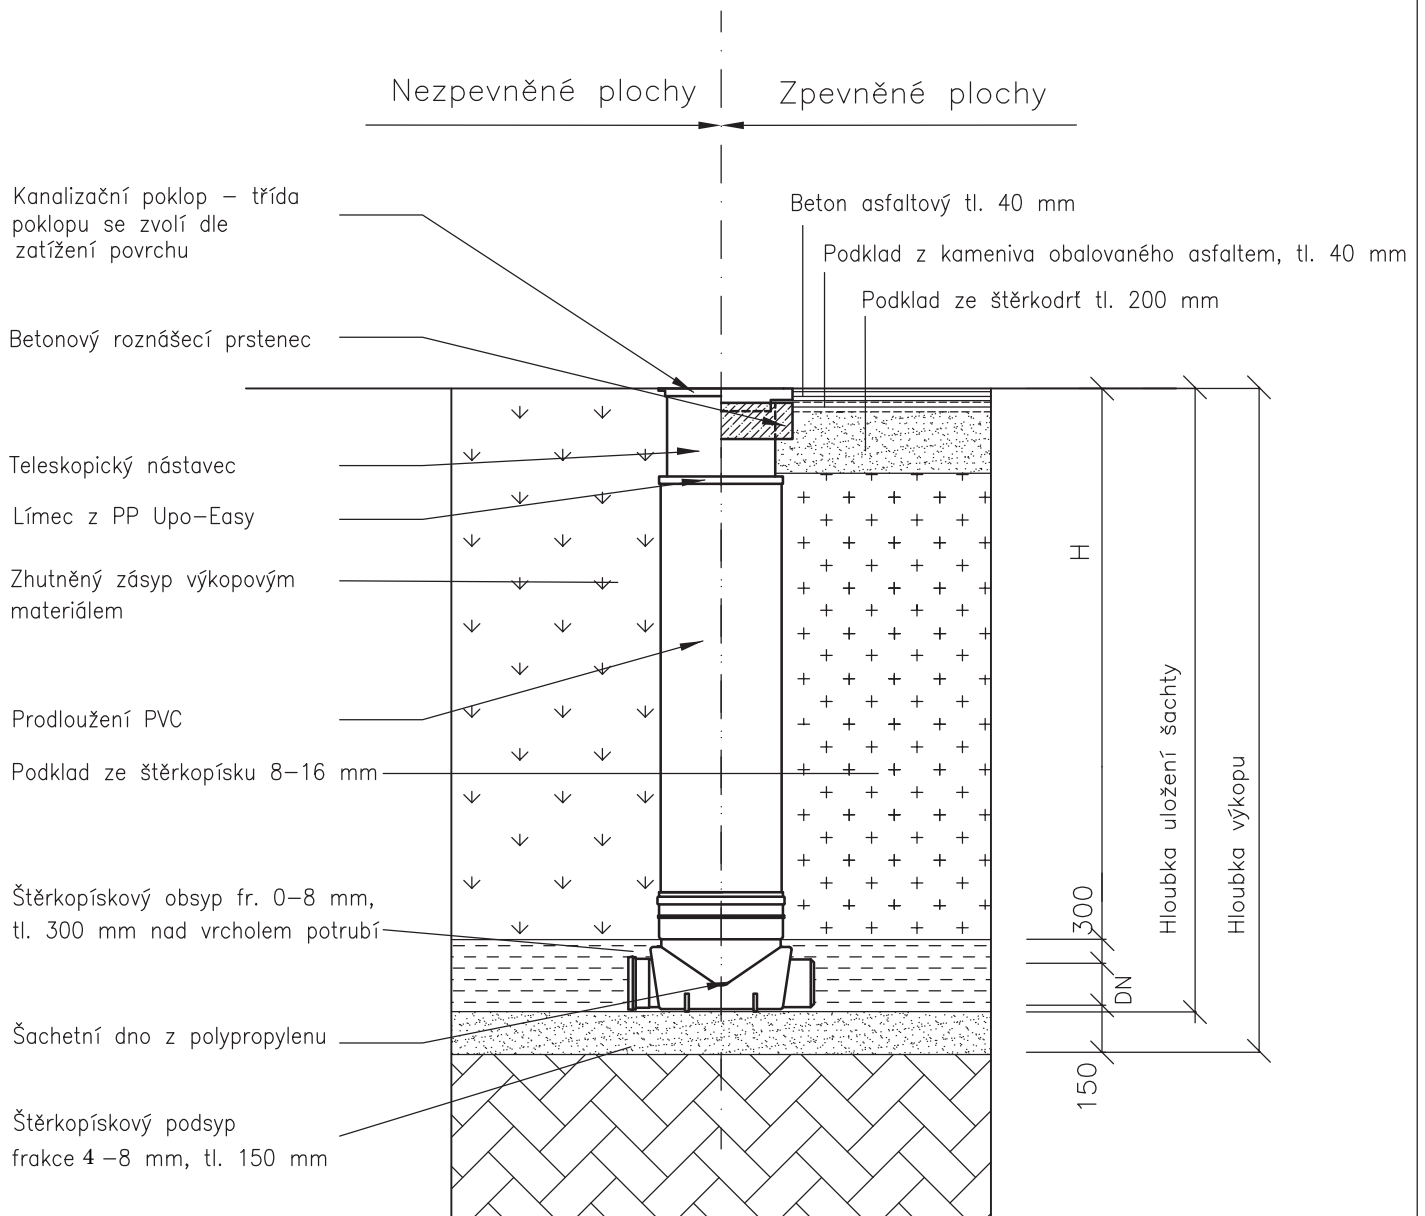 Nezpevněné plochy
Zpevněné plochy
Kanalizační poklop – třída
poklopu se zvolí dle
zatížení povrchu
Beton asfaltový tl. 40 mm
Podklad z kameniva obalovaného asfaltem, tl. 40 mm
Podklad ze štěrkodrť tl. 200 mm
Betonový roznášecí prstenec
Teleskopický nástavec
Límec z PP Upo–Easy
Zhutněný zásyp výkopovým
materiálem
Prodloužení PVC
Podklad ze štěrkopísku 8–16 mm
Štěrkopískový obsyp fr. 0–8 mm,
tl. 300 mm nad vrcholem potrubí
Šachetní dno z polypropylenu
Štěrkopískový podsyp
frakce 4 –8 mm, tl. 150 mm
H
300
DN
150
Hloubka uložení šachty
Hloubka výkopu